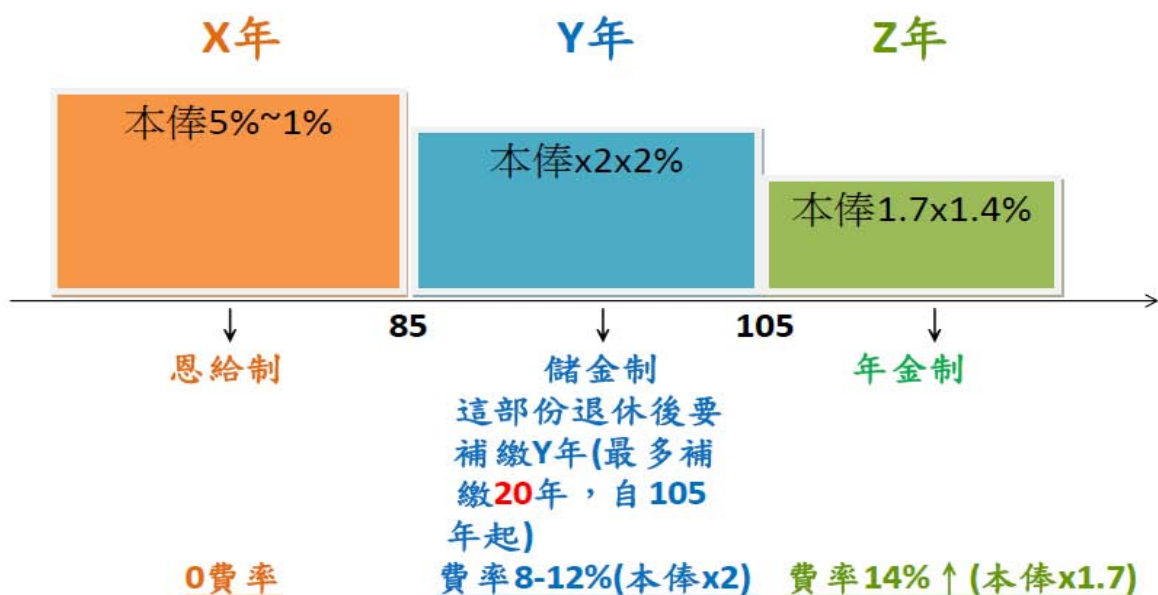 X年
Y年
Z年
本俸5%~1%
本俸x2x2%
本俸1.7x1.4%
85
105
恩給制
儲金制
年金制
這部份退休後要
補繳Y年(最多補
繳20年，自105
年起)
0費率
費率8-12%(本俸x2)
費率14%↑(本俸x1.7)